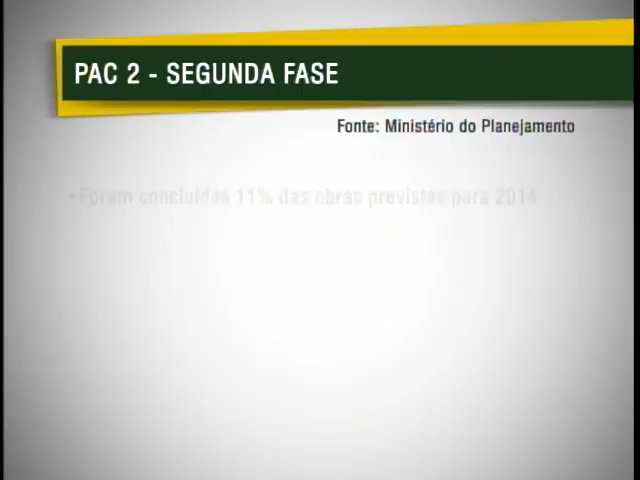 PAC 2 - SEGUNDA FASE
Fonte: Ministério do Planejamento
•Foram concluídas 11% das obras previstas para 2014